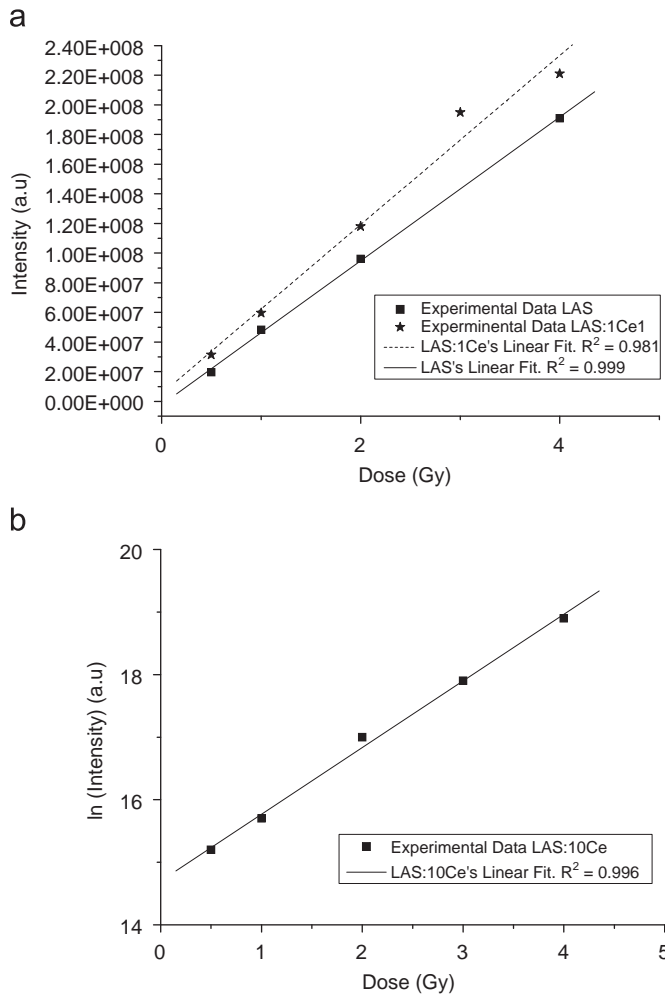 a
2.40E+008
2.20E+008
2.00E+008
1.80E+008
1.60E+008
1.40E+008
1.20E+008
1.00E+008
8.00E+007
6.00E+007
4.00E+007
2.00E+007
0.00E+000
Intensity (a.u)
Experimental Data LAS
Experminental Data LAS:1Ce1
LAS:1Ce's Linear Fit. R² = 0.981
LAS's Linear Fit. R² = 0.999
0 2 4
Dose (Gy)
b
20
18
16
14
ln (Intensity) (a.u)
Experimental Data LAS:10Ce
LAS:10Ce's Linear Fit. R² = 0.996
0 1 2 3 4 5
Dose (Gy)